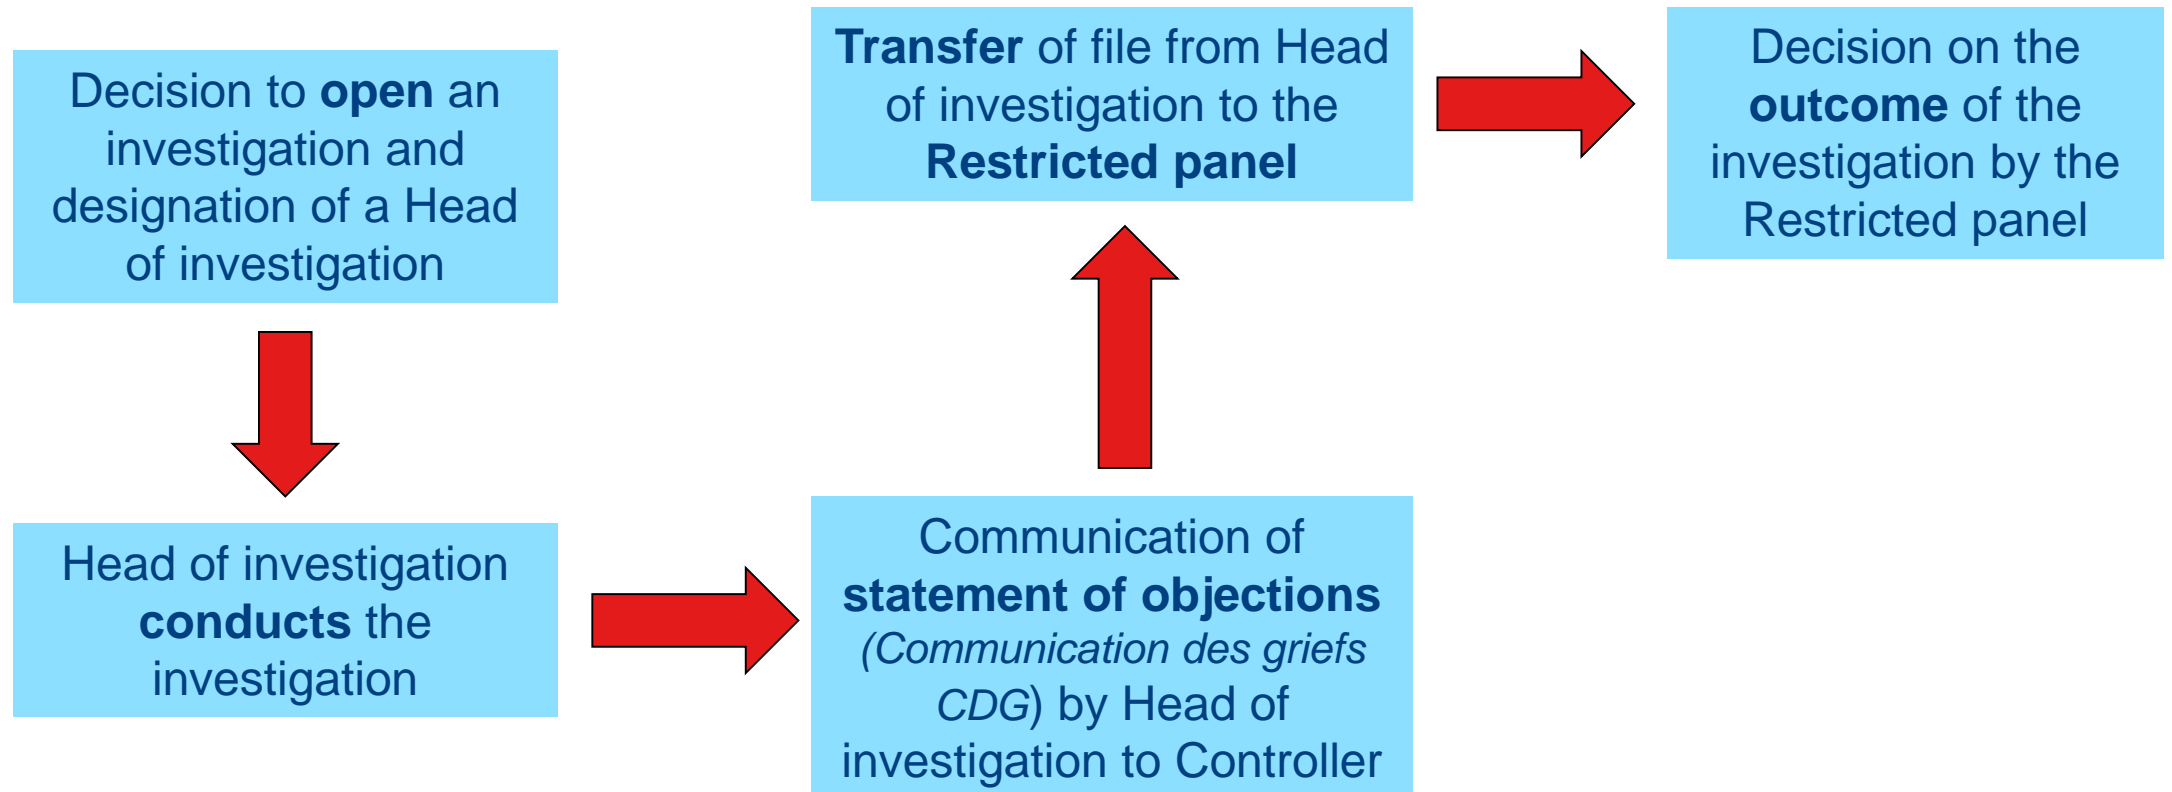 Decision to open an
investigation and
designation of a Head
of investigation
Head of investigation
conducts the
investigation
Communication of
statement of objections
(Communication des griefs
CDG) by Head of
investigation to Controller
Transfer of file from Head
of investigation to the
Restricted panel
Decision on the
outcome of the
investigation by the
Restricted panel